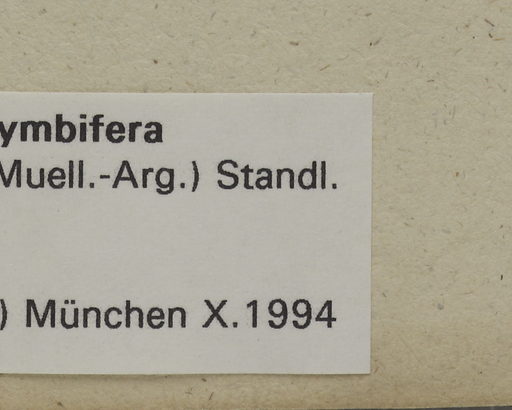 ymbifera
Muell.-Arg.) Standl.
) München X.1994